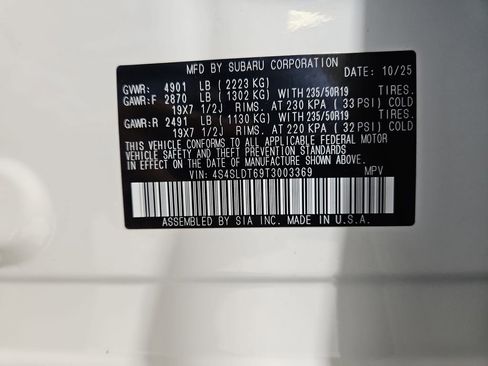 MFD BY SUBARU CORPORATION DATE: 10/25
GVWR: 4901 LB (2223 KG)
GAWR:F 2870 LB (1302 KG) WITH 235/50R19 TIRES.
19X7 1/2J RIMS. AT 230 KPA (33 PSI) COLD
GAWR:R 2491 LB (1130 KG) WITH 235/50R19 TIRES.
19X7 1/2J RIMS. AT 220 KPA (32 PSI) COLD
THIS VEHICLE CONFORMS TO ALL APPLICABLE FEDERAL MOTOR
VEHICLE SAFETY AND THEFT PREVENTION STANDARDS IN EFFECT ON
THE DATE OF MANUFACTURE SHOWN ABOVE.
VIN: 4S4SLDT69T3003369 MPV
ASSEMBLED BY SIA INC. MADE IN U.S.A.